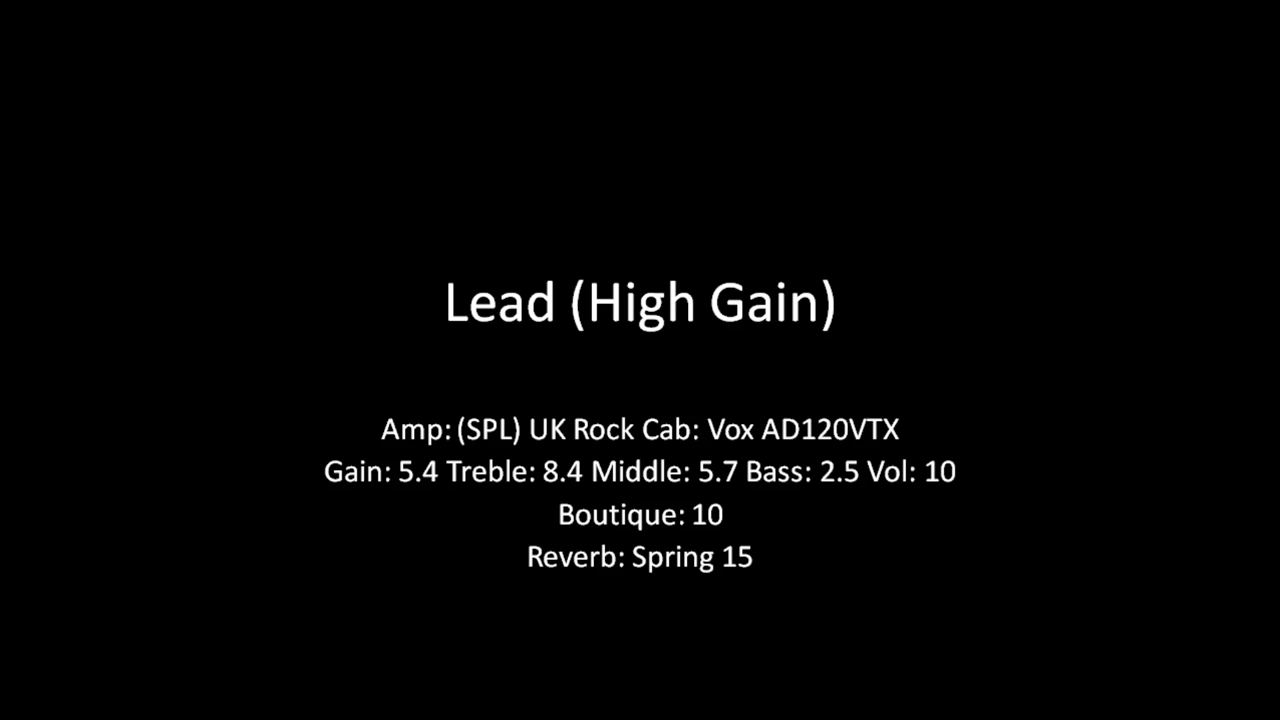 Lead (High Gain)
Amp: (SPL) UK Rock Cab: Vox AD120VTX
Gain: 5.4 Treble: 8.4 Middle: 5.7 Bass: 2.5 Vol: 10
Boutique: 10
Reverb: Spring 15